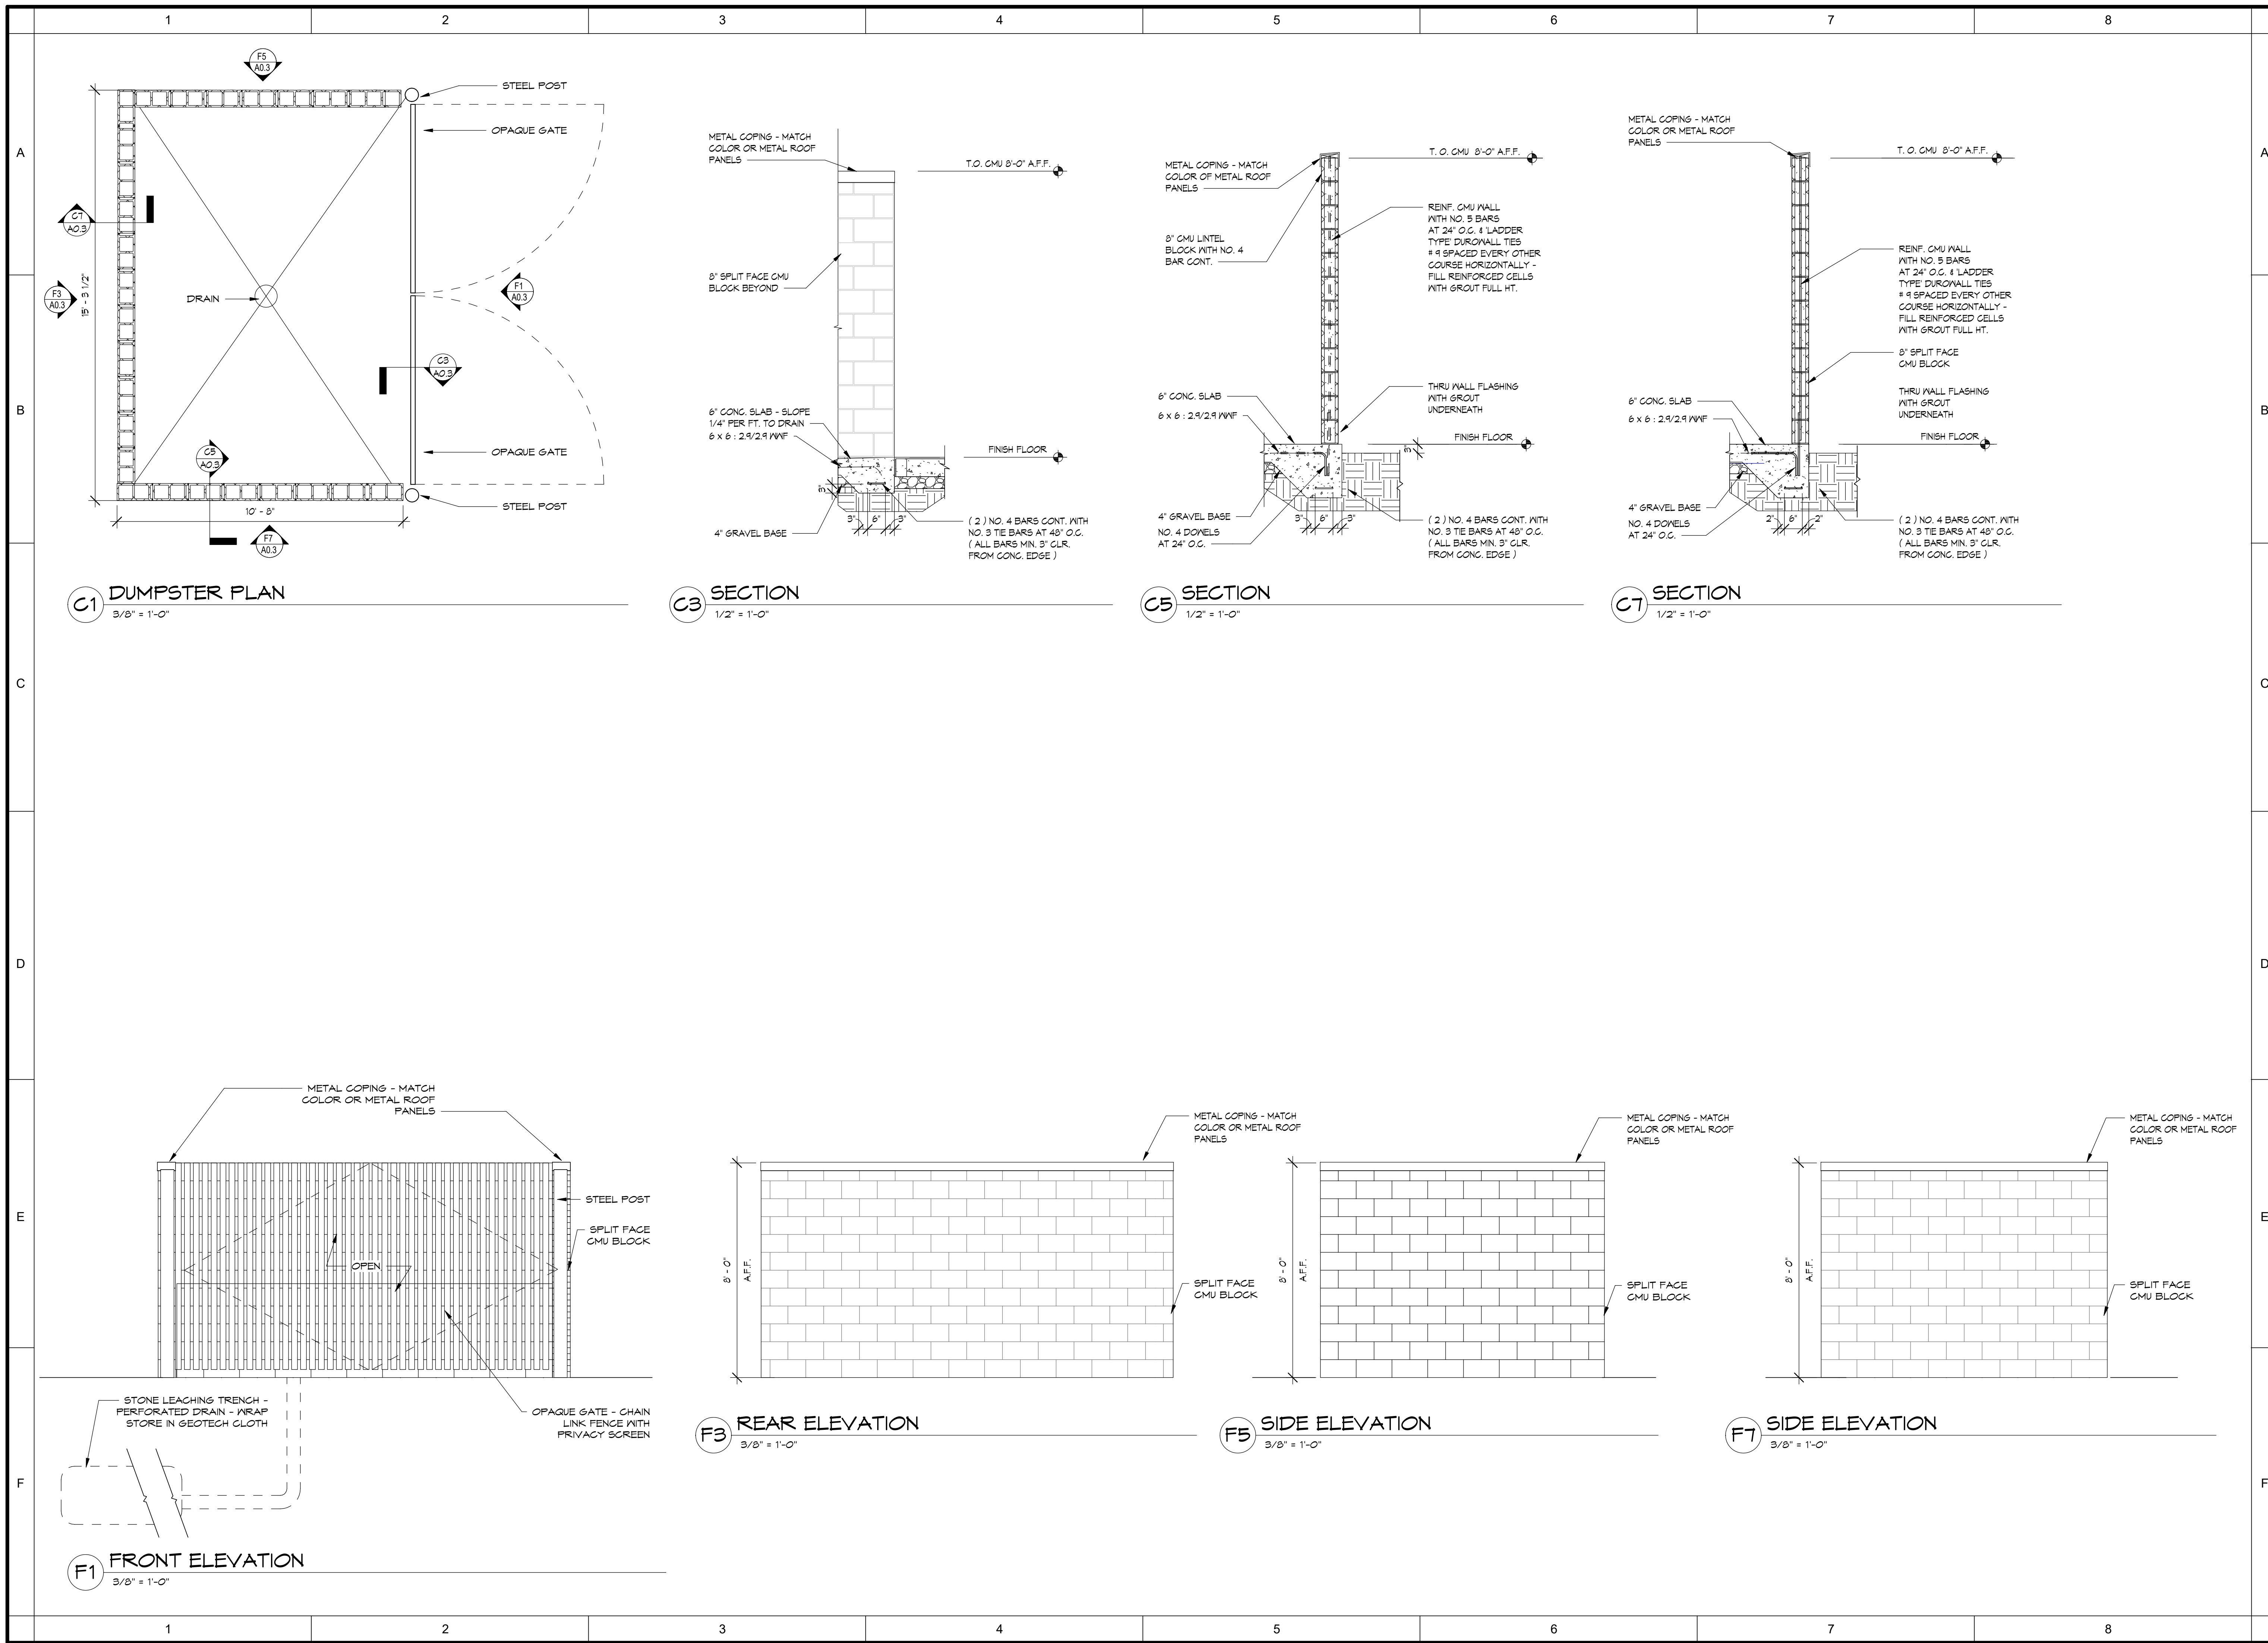 1 2 3 4 5 6 7 8
A
B
C
D
E
F
F5
A0.3
STEEL POST
OPAQUE GATE
C7
A0.3
F3
A0.3
15' - 3 1/2"
DRAIN
F1
A0.3
C3
A0.3
C5
A0.3
OPAQUE GATE
STEEL POST
10' - 8"
F7
A0.3
C1 DUMPSTER PLAN
3/8" = 1'-0"
METAL COPING - MATCH
COLOR OR METAL ROOF
PANELS
T.O. CMU 8'-0" A.F.F.
8" SPLIT FACE CMU
BLOCK BEYOND
6" CONC. SLAB - SLOPE
1/4" PER FT. TO DRAIN
6 x 6 : 2.9/2.9 WWF
FINISH FLOOR
3"
4" GRAVEL BASE
3" 6" 3"
( 2 ) NO. 4 BARS CONT. WITH
NO. 3 TIE BARS AT 48" O.C.
( ALL BARS MIN. 3" CLR.
FROM CONC. EDGE )
C3 SECTION
1/2" = 1'-0"
METAL COPING - MATCH
COLOR OF METAL ROOF
PANELS
T. O. CMU 8'-0" A.F.F.
8" CMU LINTEL
BLOCK WITH NO. 4
BAR CONT.
REINF. CMU WALL
WITH NO. 5 BARS
AT 24" O.C. & 'LADDER
TYPE' DUROWALL TIES
# 9 SPACED EVERY OTHER
COURSE HORIZONTALLY -
FILL REINFORCED CELLS
WITH GROUT FULL HT.
6" CONC. SLAB
6 x 6 : 2.9/2.9 WWF
THRU WALL FLASHING
WITH GROUT
UNDERNEATH
FINISH FLOOR
3"
4" GRAVEL BASE
NO. 4 DOWELS
AT 24" O.C.
3" 6" 3"
( 2 ) NO. 4 BARS CONT. WITH
NO. 3 TIE BARS AT 48" O.C.
( ALL BARS MIN. 3" CLR.
FROM CONC. EDGE )
C5 SECTION
1/2" = 1'-0"
METAL COPING - MATCH
COLOR OR METAL ROOF
PANELS
T. O. CMU 8'-0" A.F.F.
REINF. CMU WALL
WITH NO. 5 BARS
AT 24" O.C. & 'LADDER
TYPE' DUROWALL TIES
# 9 SPACED EVERY OTHER
COURSE HORIZONTALLY -
FILL REINFORCED CELLS
WITH GROUT FULL HT.
8" SPLIT FACE
CMU BLOCK
6" CONC. SLAB
6 x 6 : 2.9/2.9 WWF
THRU WALL FLASHING
WITH GROUT
UNDERNEATH
FINISH FLOOR
4" GRAVEL BASE
NO. 4 DOWELS
AT 24" O.C.
2" 6" 2"
( 2 ) NO. 4 BARS CONT. WITH
NO. 3 TIE BARS AT 48" O.C.
( ALL BARS MIN. 3" CLR.
FROM CONC. EDGE )
C7 SECTION
1/2" = 1'-0"
METAL COPING - MATCH
COLOR OR METAL ROOF
PANELS
STEEL POST
SPLIT FACE
CMU BLOCK
OPEN
STONE LEACHING TRENCH -
PERFORATED DRAIN - WRAP
STORE IN GEOTECH CLOTH
OPAQUE GATE - CHAIN
LINK FENCE WITH
PRIVACY SCREEN
F1 FRONT ELEVATION
3/8" = 1'-0"
METAL COPING - MATCH
COLOR OR METAL ROOF
PANELS
8' - 0"
A.F.F.
SPLIT FACE
CMU BLOCK
F3 REAR ELEVATION
3/8" = 1'-0"
METAL COPING - MATCH
COLOR OR METAL ROOF
PANELS
8' - 0"
A.F.F.
SPLIT FACE
CMU BLOCK
F5 SIDE ELEVATION
3/8" = 1'-0"
METAL COPING - MATCH
COLOR OR METAL ROOF
PANELS
8' - 0"
A.F.F.
SPLIT FACE
CMU BLOCK
F7 SIDE ELEVATION
3/8" = 1'-0"
A
B
C
D
E
F
1 2 3 4 5 6 7 8